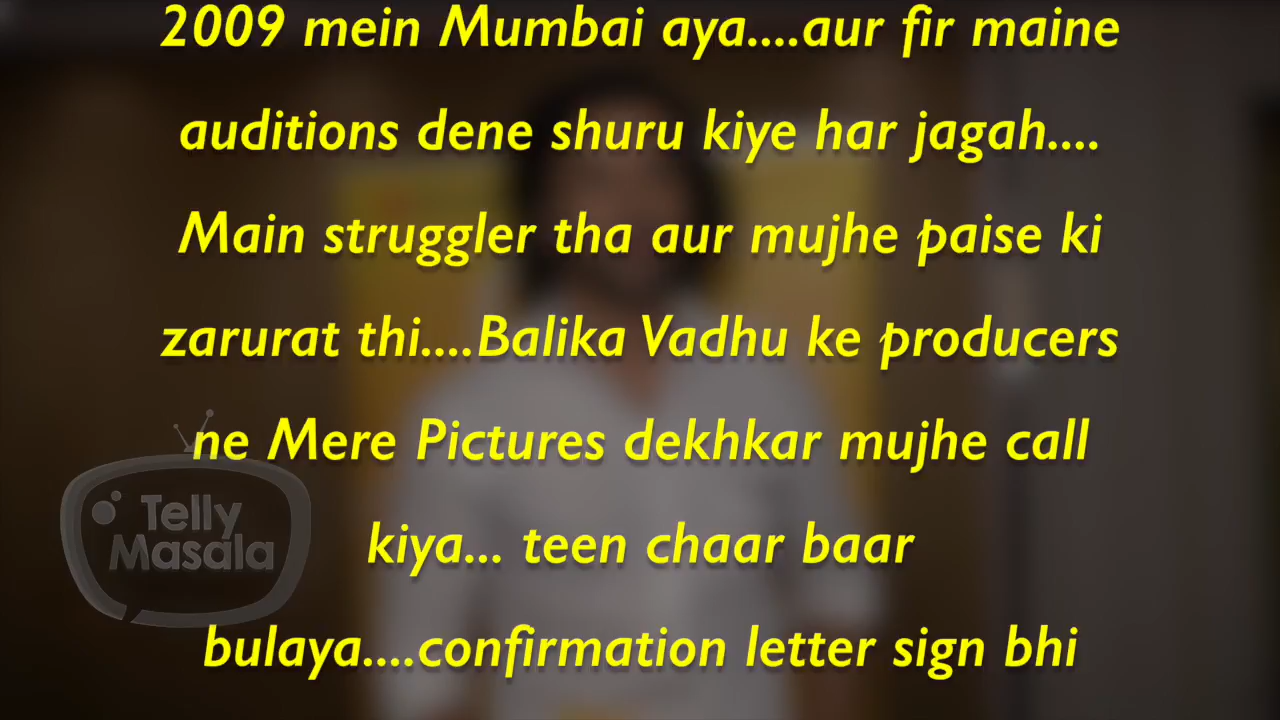 2009 mein Mumbai aya....aur fir maine
auditions dene shuru kiye har jagah....
Main struggler tha aur mujhe paise ki
zarurat thi....Balika Vadhu ke producers
ne Mere Pictures dekhkar mujhe call
kiya... teen chaar baar
bulaya....confirmation letter sign bhi
Telly
Masala